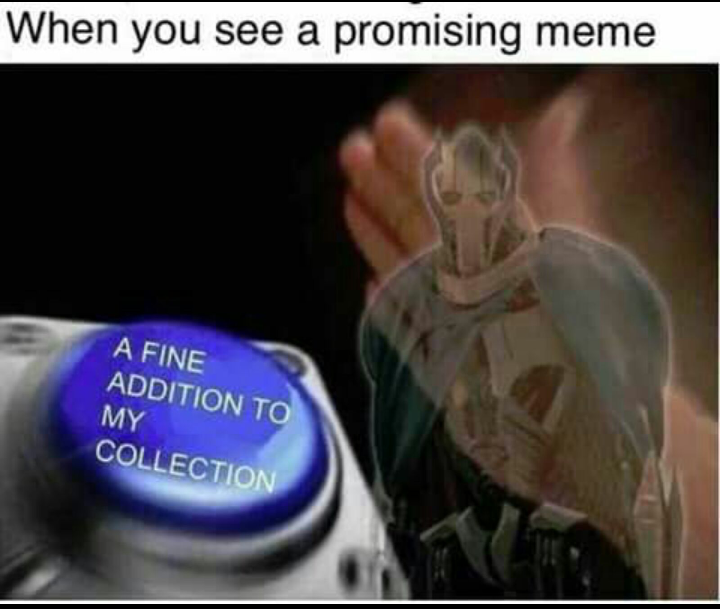 When you see a promising meme
A FINE
ADDITION TO
MY
COLLECTION